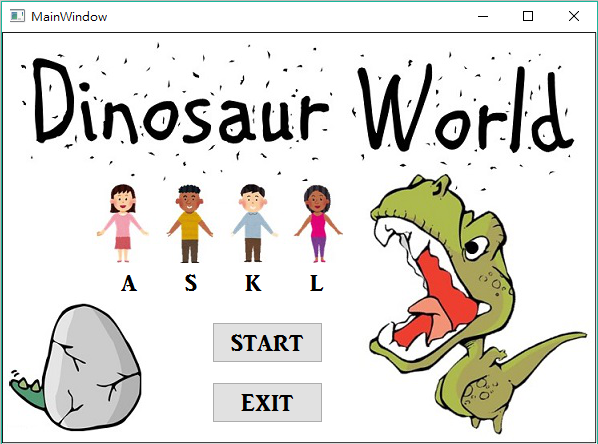 MainWindow
Dinosaur World
A S K L
START
EXIT